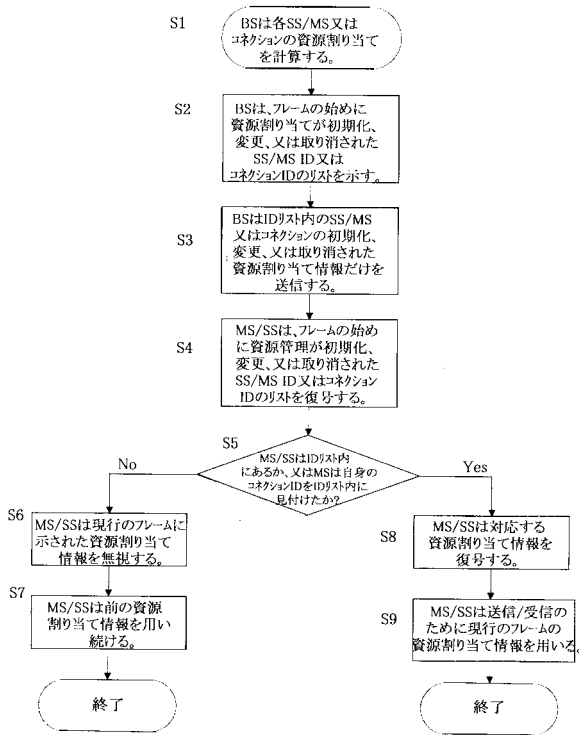 S1
BSは各SS/MS又は
コネクションの資源割り当て
を計算する。
S2
BSは、フレームの始めに
資源割り当てが初期化、
変更、又は取り消された
SS/MS ID又は
コネクションIDのリストを示す。
S3
BSはIDリスト内のSS/MS
又はコネクションの初期化、
変更、又は取り消された
資源割り当て情報だけを
送信する。
S4
MS/SSは、フレームの始め
に資源管理が初期化、
変更、又は取り消された
SS/MS ID又はコネクション
IDのリストを復号する。
S5
MS/SSはIDリスト内
にあるか、又はMSは自身の
コネクションIDをIDリスト内に
見付けたか?
No
Yes
S6
MS/SSは現行のフレームに
示された資源割り当て
情報を無視する。
S7
MS/SSは前の資源
割り当て情報を用い
続ける。
終了
S8
MS/SSは対応する
資源割り当て情報を
復号する。
S9
MS/SSは送信/受信の
ために現行のフレームの
資源割り当て情報を用いる。
終了